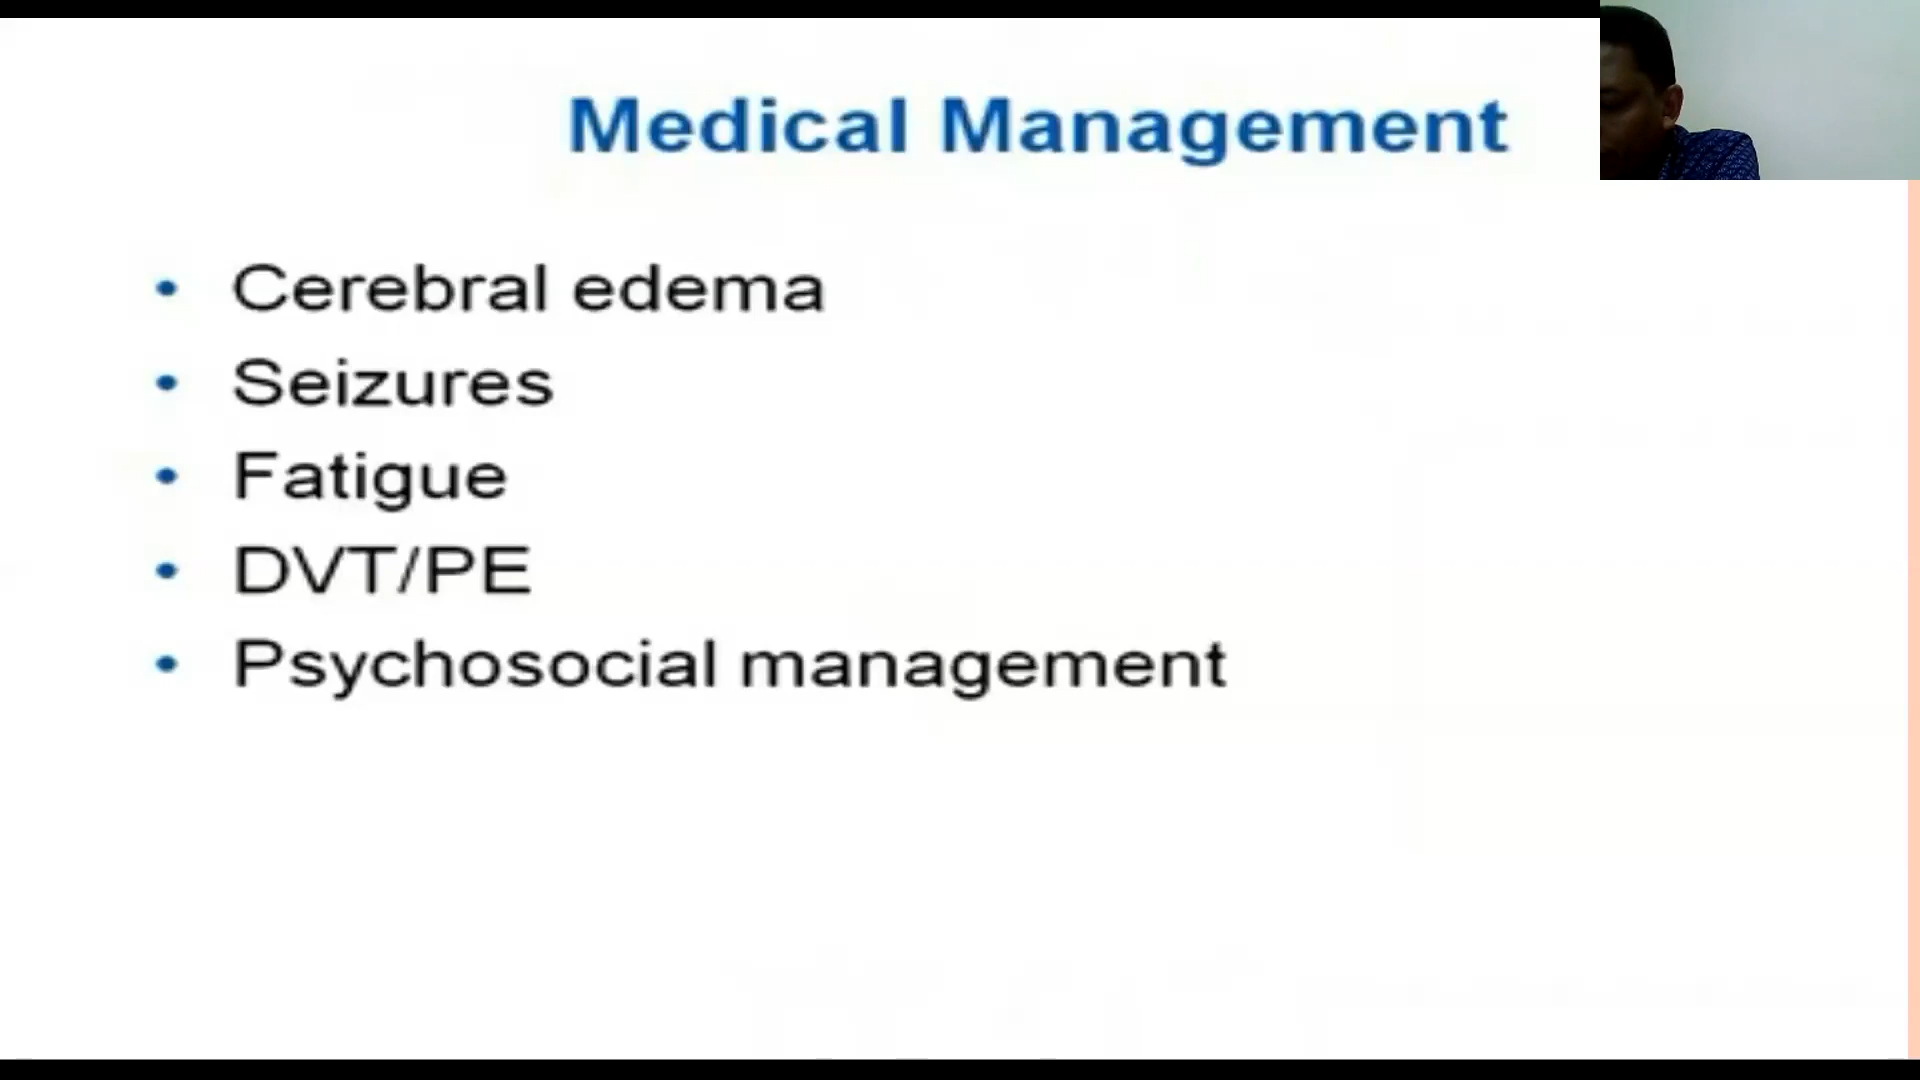 Medical Management
• Cerebral edema
• Seizures
• Fatigue
• DVT/PE
• Psychosocial management